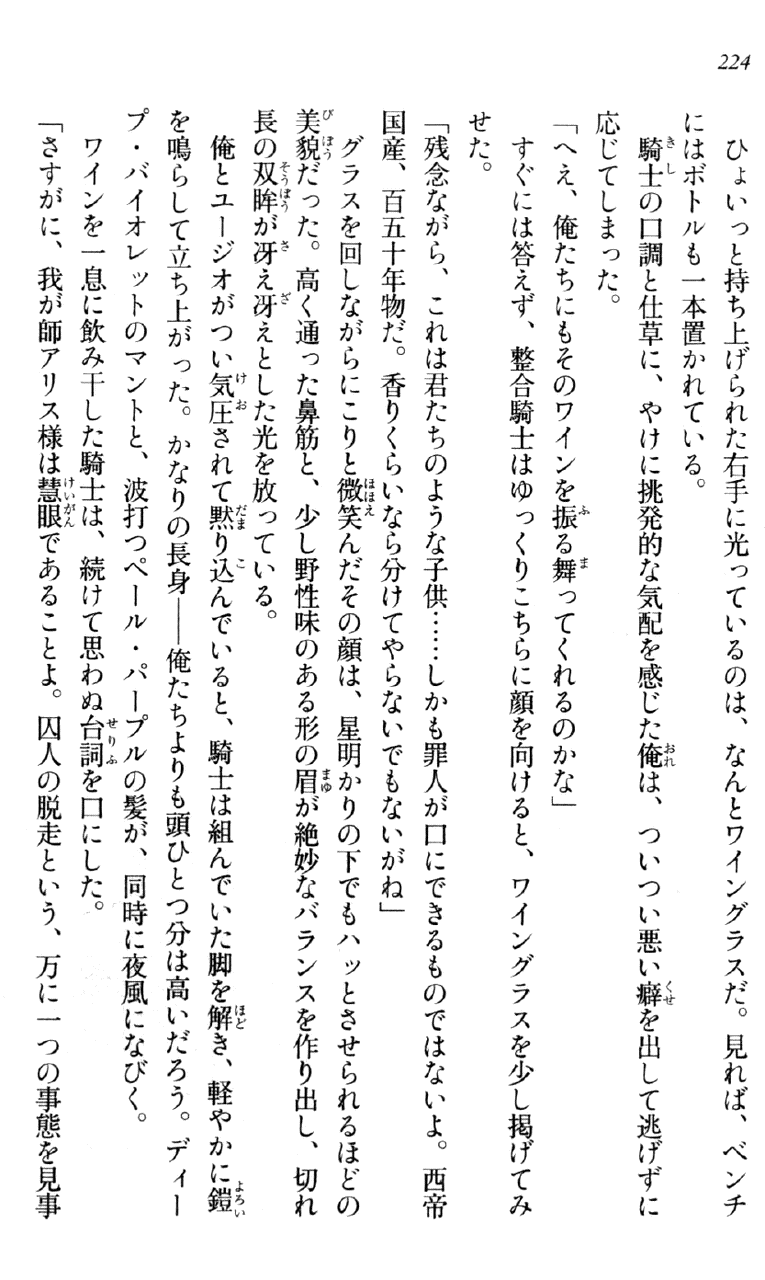 224
ひょいっと持ち上げられた右手に光っているのは、なんとワイングラスだ。見れば、ベンチ
にはボトルも一本置かれている。
騎士の口調と仕草に、やけに挑発的な気配を感じた俺は、ついつい悪い癖を出して逃げずに
応じてしまった。
「へえ、俺たちにもそのワインを振る舞ってくれるのかな」
すぐには答えず、整合騎士はゆっくりこちらに顔を向けると、ワイングラスを少し掲げてみ
せた。
「残念ながら、これは君たちのような子供……しかも罪人が口にできるものではないよ。西帝
国産、百五十年物だ。香りくらいなら分けてやらないでもないがね」
グラスを回しながらにこりと微笑んだその顔は、星明かりの下でもハッとさせられるほどの
美貌だった。高く通った鼻筋と、少し野性味のある形の眉が絶妙なバランスを作り出し、切れ
長の双眸が冴え冴えとした光を放っている。
俺とユージオがつい気圧されて黙り込んでいると、騎士は組んでいた脚を解き、軽やかに鎧
を鳴らして立ち上がった。かなりの長身――俺たちよりも頭ひとつ分は高いだろう。ディー
プ・バイオレットのマントと、波打つペール・パープルの髪が、同時に夜風になびく。
ワインを一息に飲み干した騎士は、続けて思わぬ台詞を口にした。
「さすがに、我が師アリス様は慧眼であることよ。囚人の脱走という、万に一つの事態を見事